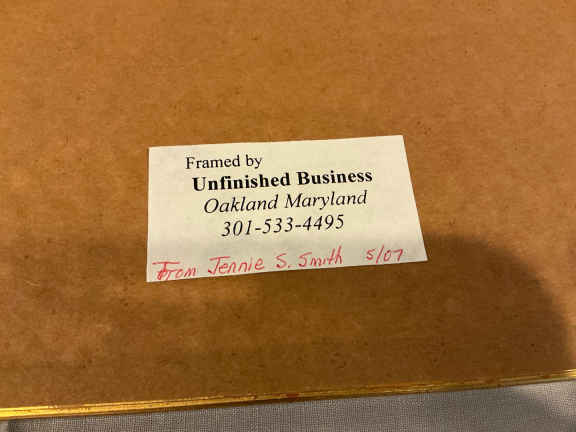 Framed by
Unfinished Business
Oakland Maryland
301-533-4495
From Jennie S. Smith 5/07